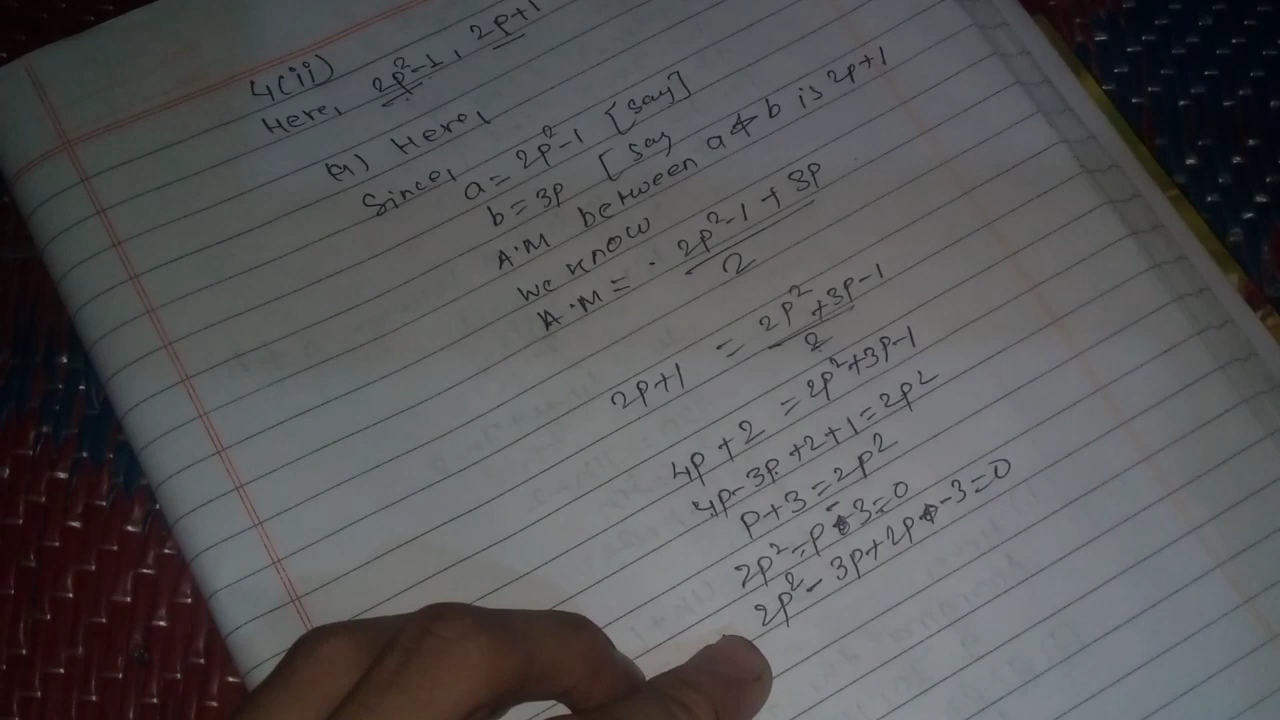 4(ii)
Here, 2p²-1, 2p+1
(a) Here,
Since, a = 2p²-1 [say]
b = 3p [say
A.M between a & b is 2p+1
We know
A.M = 2p²-1 + 3p / 2
2p+1 = 2p²+3p-1 / 2
4p+2 = 2p²+3p-1
4p-3p+2+1=2p²
p+3=2p²
2p²-p-3=0
2p²-3p+2p-3=0